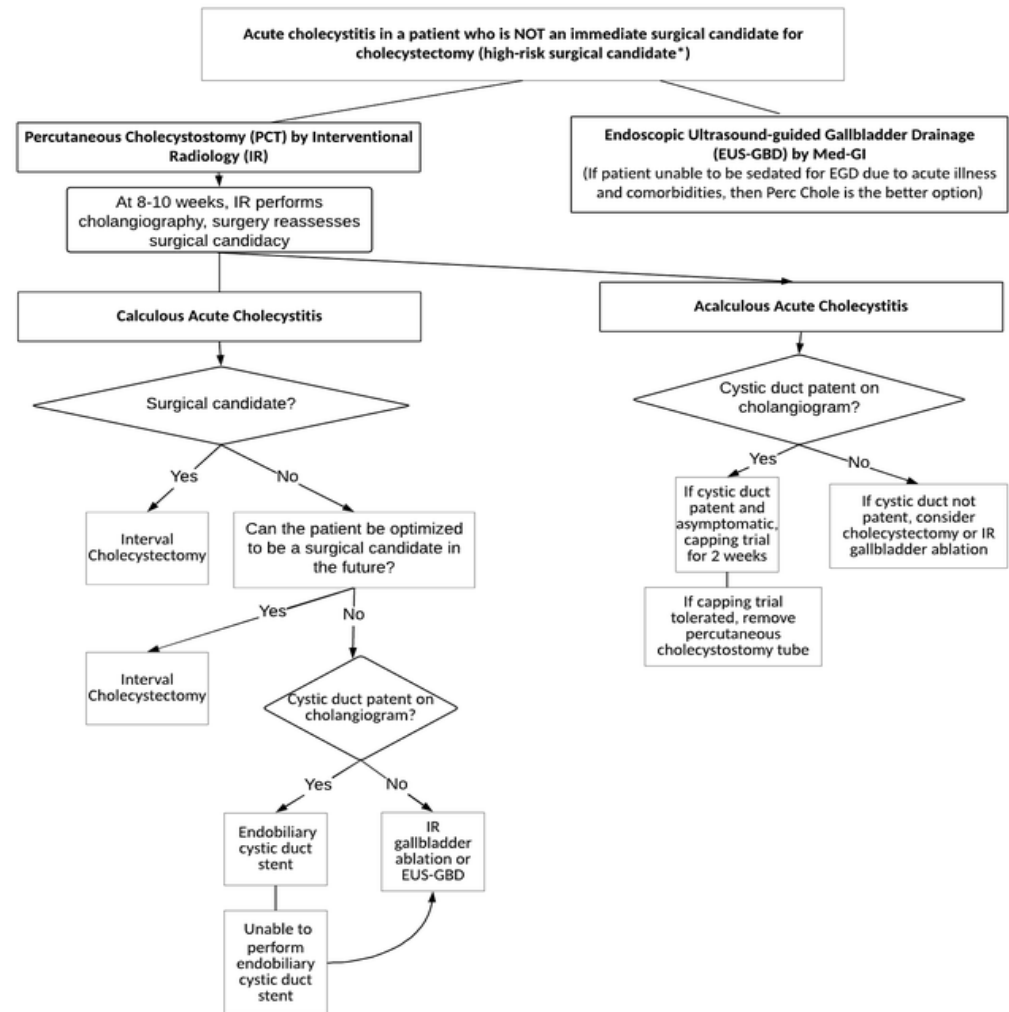 Acute cholecystitis in a patient who is NOT an immediate surgical candidate for
cholecystectomy (high-risk surgical candidate*)
Percutaneous Cholecystostomy (PCT) by Interventional
Radiology (IR)
Endoscopic Ultrasound-guided Gallbladder Drainage
(EUS-GBD) by Med-GI
(If patient unable to be sedated for EGD due to acute illness
and comorbidities, then Perc Chole is the better option)
At 8-10 weeks, IR performs
cholangiography, surgery reassesses
surgical candidacy
Calculous Acute Cholecystitis
Acalculous Acute Cholecystitis
Surgical candidate?
Cystic duct patent on
cholangiogram?
Yes
No
Yes
No
Interval
Cholecystectomy
Can the patient be optimized
to be a surgical candidate in
the future?
If cystic duct
patent and
asymptomatic,
capping trial
for 2 weeks
If cystic duct not
patent, consider
cholecystectomy or IR
gallbladder ablation
Yes
No
If capping trial
tolerated, remove
percutaneous
cholecystostomy tube
Interval
Cholecystectomy
Cystic duct patent on
cholangiogram?
Yes
No
Endobiliary
cystic duct
stent
IR
gallbladder
ablation or
EUS-GBD
Unable to
perform
endobiliary
cystic duct
stent